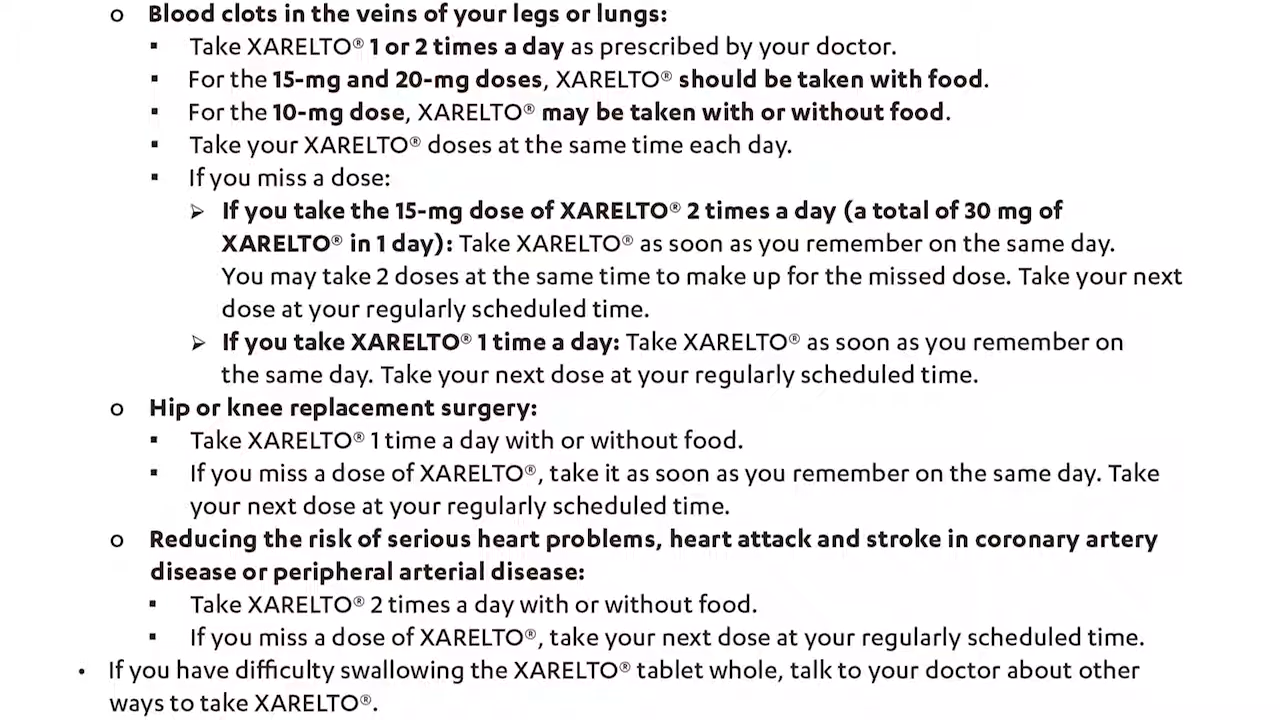 o Blood clots in the veins of your legs or lungs:
▪ Take XARELTO® 1 or 2 times a day as prescribed by your doctor.
▪ For the 15-mg and 20-mg doses, XARELTO® should be taken with food.
▪ For the 10-mg dose, XARELTO® may be taken with or without food.
▪ Take your XARELTO® doses at the same time each day.
▪ If you miss a dose:
➢ If you take the 15-mg dose of XARELTO® 2 times a day (a total of 30 mg of
XARELTO® in 1 day): Take XARELTO® as soon as you remember on the same day.
You may take 2 doses at the same time to make up for the missed dose. Take your next
dose at your regularly scheduled time.
➢ If you take XARELTO® 1 time a day: Take XARELTO® as soon as you remember on
the same day. Take your next dose at your regularly scheduled time.
o Hip or knee replacement surgery:
▪ Take XARELTO® 1 time a day with or without food.
▪ If you miss a dose of XARELTO®, take it as soon as you remember on the same day. Take
your next dose at your regularly scheduled time.
o Reducing the risk of serious heart problems, heart attack and stroke in coronary artery
disease or peripheral arterial disease:
▪ Take XARELTO® 2 times a day with or without food.
▪ If you miss a dose of XARELTO®, take your next dose at your regularly scheduled time.
• If you have difficulty swallowing the XARELTO® tablet whole, talk to your doctor about other
ways to take XARELTO®.